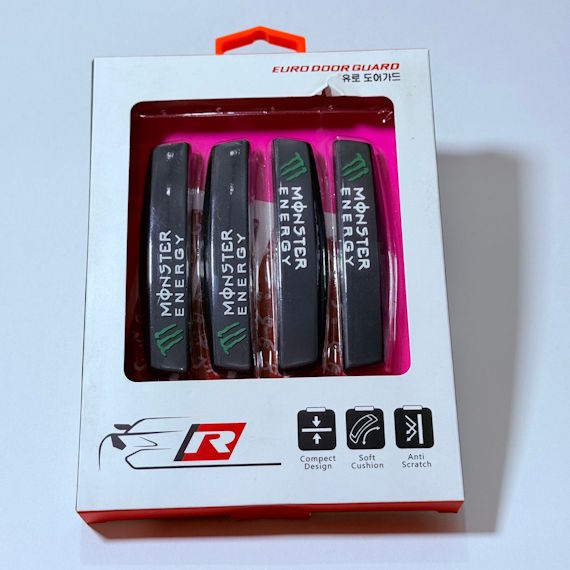 EURO DOOR GUARD
유로 도어가드
MONSTER
ENERGY
MONSTER
ENERGY
MONSTER
ENERGY
MONSTER
ENERGY
R
Compect
Design
Soft
Cushion
Anti
Scratch